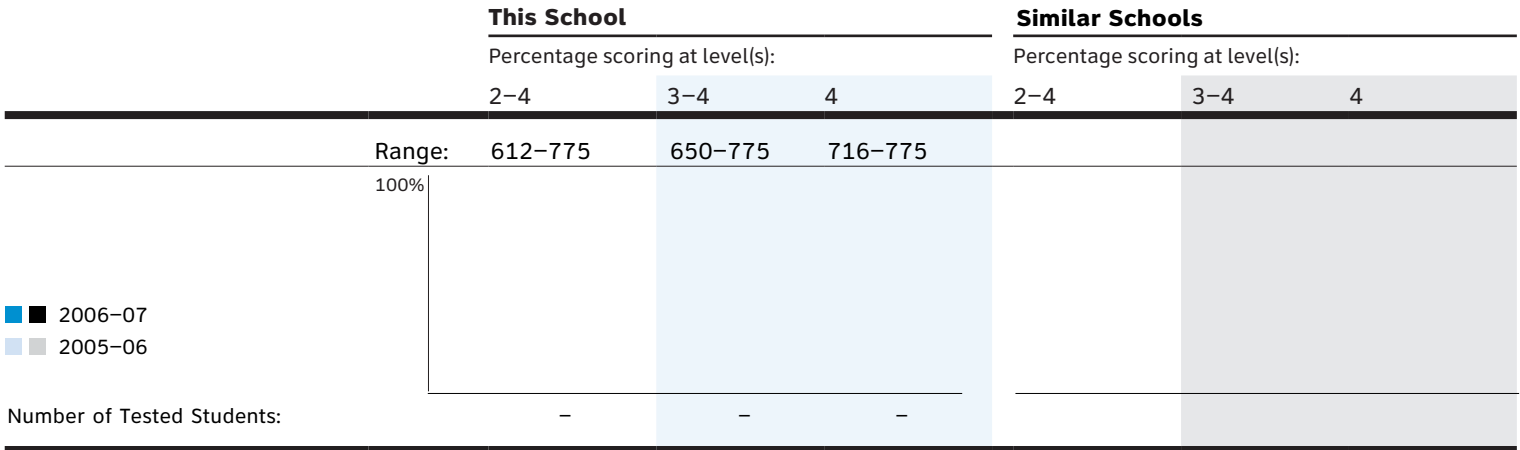 This School Similar Schools
Percentage scoring at level(s): Percentage scoring at level(s):
2–4 3–4 4 2–4 3–4 4
Range: 612–775 650–775 716–775
100%
2006–07
2005–06
Number of Tested Students: – – –